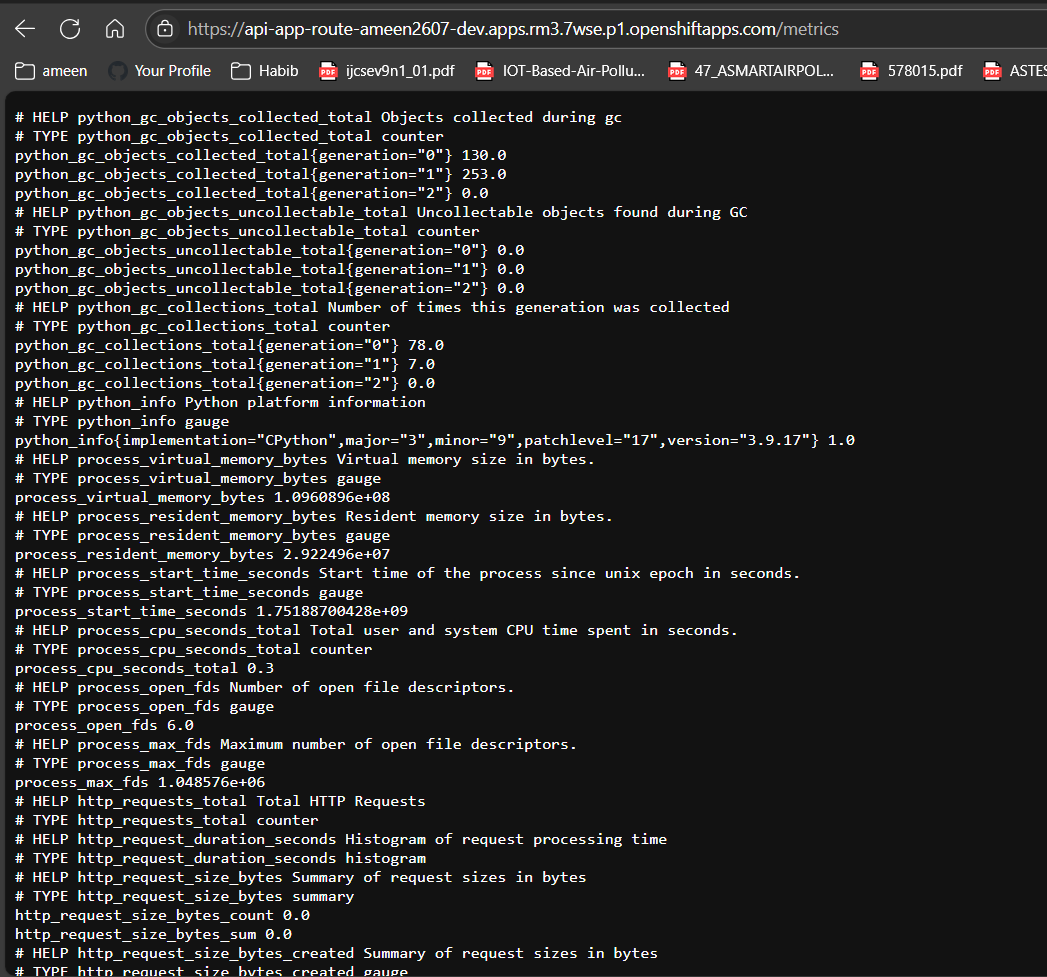 https://api-app-route-ameen2607-dev.apps.rm3.7wse.p1.openshiftapps.com/metrics
ameen Your Profile Habib PDF ijcsev9n1_01.pdf PDF IOT-Based-Air-Pollu... PDF 47_ASMARTAIRPOL... PDF 578015.pdf PDF ASTES
# HELP python_gc_objects_collected_total Objects collected during gc
# TYPE python_gc_objects_collected_total counter
python_gc_objects_collected_total{generation="0"} 130.0
python_gc_objects_collected_total{generation="1"} 253.0
python_gc_objects_collected_total{generation="2"} 0.0
# HELP python_gc_objects_uncollectable_total Uncollectable objects found during GC
# TYPE python_gc_objects_uncollectable_total counter
python_gc_objects_uncollectable_total{generation="0"} 0.0
python_gc_objects_uncollectable_total{generation="1"} 0.0
python_gc_objects_uncollectable_total{generation="2"} 0.0
# HELP python_gc_collections_total Number of times this generation was collected
# TYPE python_gc_collections_total counter
python_gc_collections_total{generation="0"} 78.0
python_gc_collections_total{generation="1"} 7.0
python_gc_collections_total{generation="2"} 0.0
# HELP python_info Python platform information
# TYPE python_info gauge
python_info{implementation="CPython",major="3",minor="9",patchlevel="17",version="3.9.17"} 1.0
# HELP process_virtual_memory_bytes Virtual memory size in bytes.
# TYPE process_virtual_memory_bytes gauge
process_virtual_memory_bytes 1.0960896e+08
# HELP process_resident_memory_bytes Resident memory size in bytes.
# TYPE process_resident_memory_bytes gauge
process_resident_memory_bytes 2.922496e+07
# HELP process_start_time_seconds Start time of the process since unix epoch in seconds.
# TYPE process_start_time_seconds gauge
process_start_time_seconds 1.75188700428e+09
# HELP process_cpu_seconds_total Total user and system CPU time spent in seconds.
# TYPE process_cpu_seconds_total counter
process_cpu_seconds_total 0.3
# HELP process_open_fds Number of open file descriptors.
# TYPE process_open_fds gauge
process_open_fds 6.0
# HELP process_max_fds Maximum number of open file descriptors.
# TYPE process_max_fds gauge
process_max_fds 1.048576e+06
# HELP http_requests_total Total HTTP Requests
# TYPE http_requests_total counter
# HELP http_request_duration_seconds Histogram of request processing time
# TYPE http_request_duration_seconds histogram
# HELP http_request_size_bytes Summary of request sizes in bytes
# TYPE http_request_size_bytes summary
http_request_size_bytes_count 0.0
http_request_size_bytes_sum 0.0
# HELP http_request_size_bytes_created Summary of request sizes in bytes
# TYPE http_request_size_bytes_created gauge